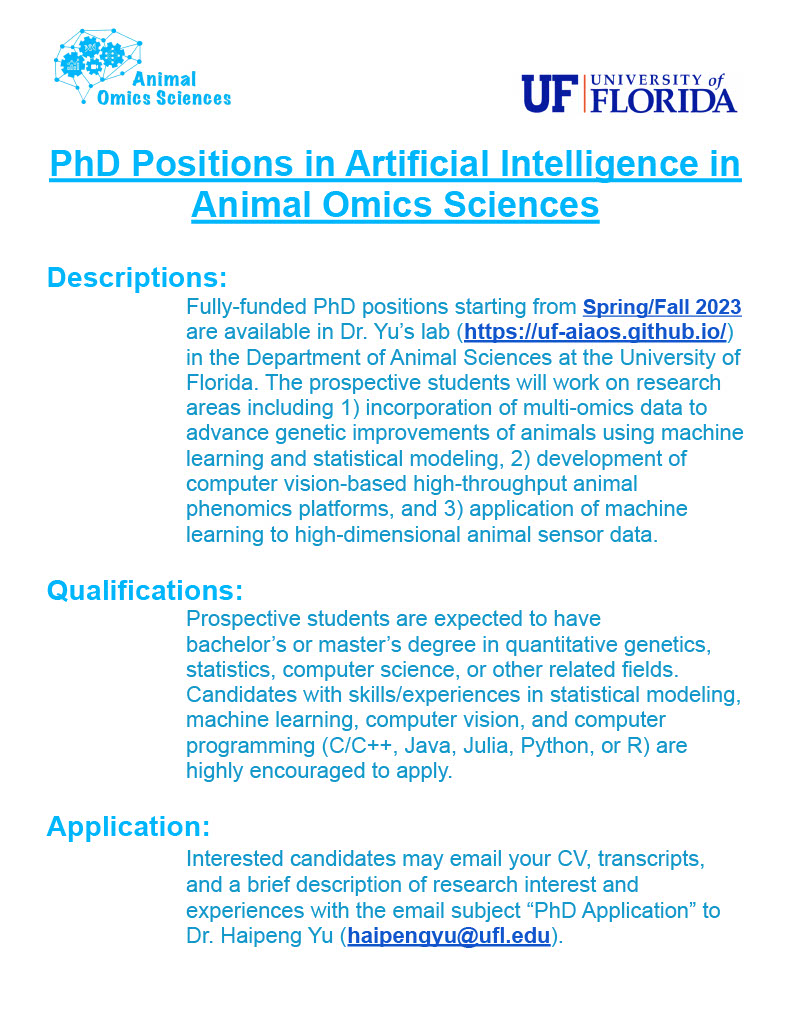 Animal
Omics Sciences
UF UNIVERSITY of
FLORIDA
PhD Positions in Artificial Intelligence in
Animal Omics Sciences
Descriptions:
Fully-funded PhD positions starting from Spring/Fall 2023
are available in Dr. Yu’s lab (https://uf-aiaos.github.io/)
in the Department of Animal Sciences at the University of
Florida. The prospective students will work on research
areas including 1) incorporation of multi-omics data to
advance genetic improvements of animals using machine
learning and statistical modeling, 2) development of
computer vision-based high-throughput animal
phenomics platforms, and 3) application of machine
learning to high-dimensional animal sensor data.
Qualifications:
Prospective students are expected to have
bachelor’s or master’s degree in quantitative genetics,
statistics, computer science, or other related fields.
Candidates with skills/experiences in statistical modeling,
machine learning, computer vision, and computer
programming (C/C++, Java, Julia, Python, or R) are
highly encouraged to apply.
Application:
Interested candidates may email your CV, transcripts,
and a brief description of research interest and
experiences with the email subject “PhD Application” to
Dr. Haipeng Yu (haipengyu@ufl.edu).